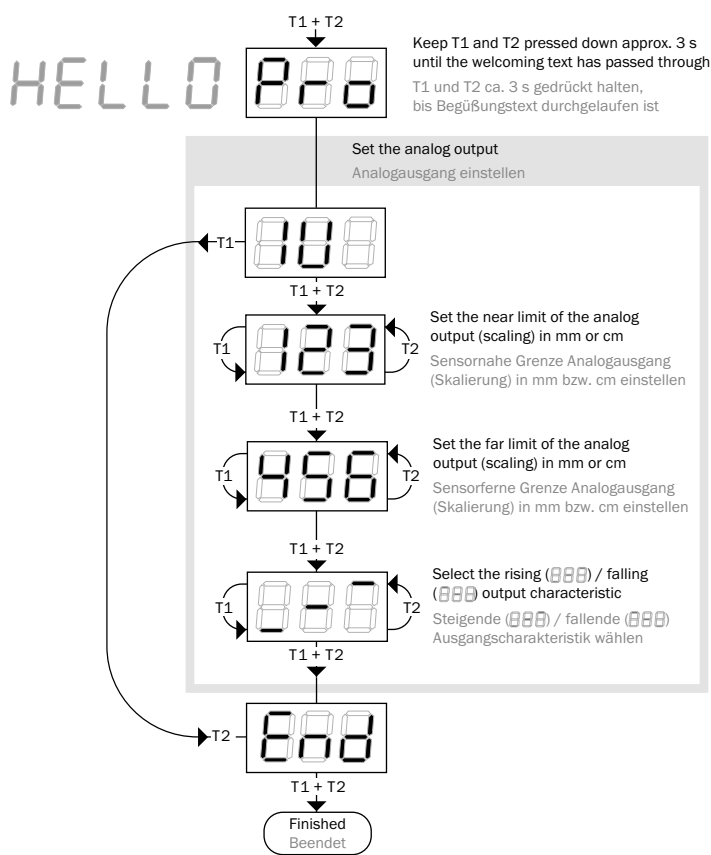 T1 + T2
HELLO
Pro
Keep T1 and T2 pressed down approx. 3 s
until the welcoming text has passed through
T1 und T2 ca. 3 s gedrückt halten,
bis Begüßungstext durchgelaufen ist
Set the analog output
Analogausgang einstellen
T1
1U
T1 + T2
T1
123
T2
Set the near limit of the analog
output (scaling) in mm or cm
Sensornahe Grenze Analogausgang
(Skalierung) in mm bzw. cm einstellen
T1 + T2
T1
456
T2
Set the far limit of the analog
output (scaling) in mm or cm
Sensorferne Grenze Analogausgang
(Skalierung) in mm bzw. cm einstellen
T1 + T2
T1
T2
Select the rising () / falling
() output characteristic
Steigende () / fallende ()
Ausgangscharakteristik wählen
T1 + T2
T2
End
T1 + T2
Finished
Beendet